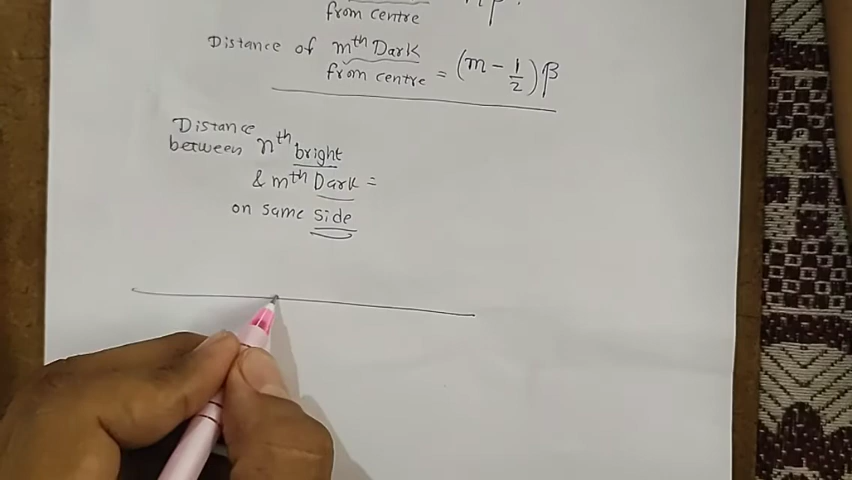 from centre nβ
Distance of mth Dark
from centre = (m - 1/2)β
Distance
between nth bright
& mth Dark =
on same side